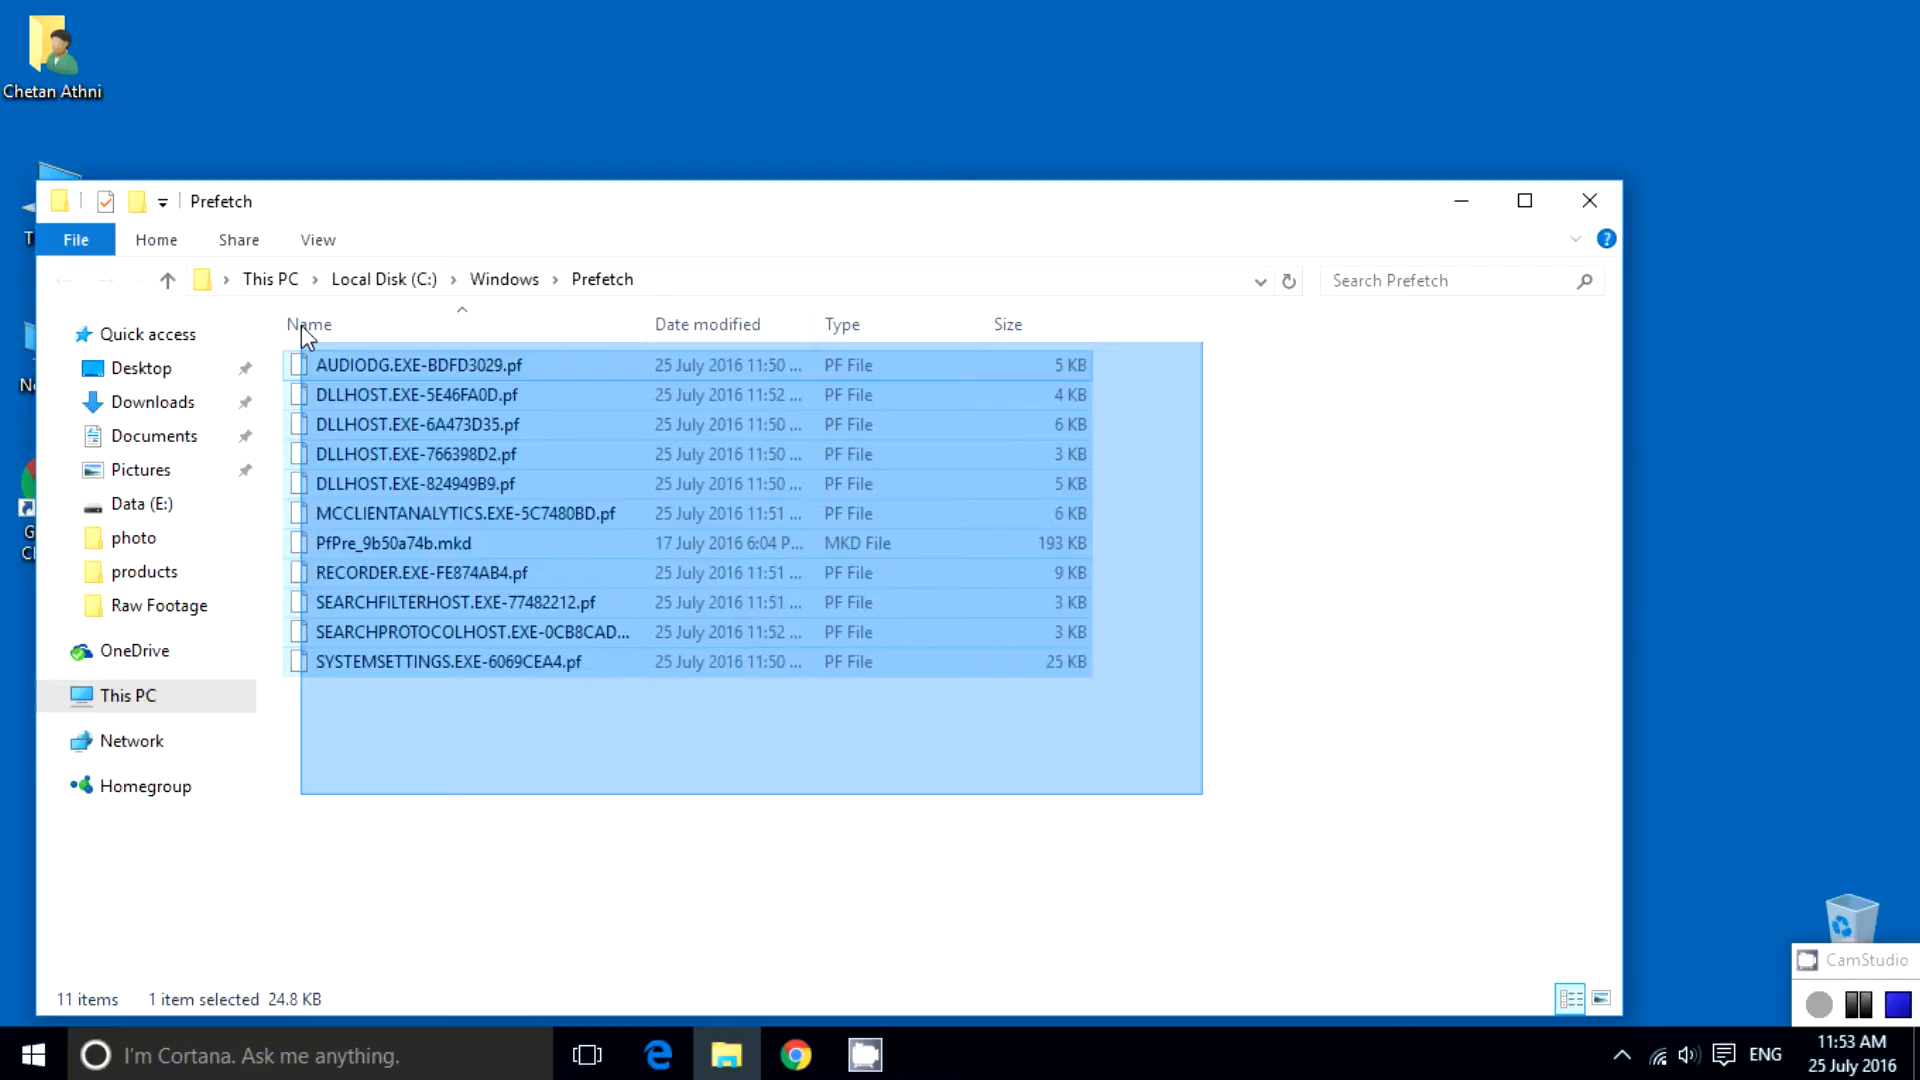 Chetan Athni
Prefetch
File Home Share View
This PC Local Disk (C:) Windows Prefetch
Search Prefetch
Name Date modified Type Size
Quick access
Desktop
Downloads
Documents
Pictures
Data (E:)
photo
products
Raw Footage
OneDrive
This PC
Network
Homegroup
AUDIODG.EXE-BDFD3029.pf 25 July 2016 11:50 ... PF File 5 KB
DLLHOST.EXE-5E46FA0D.pf 25 July 2016 11:52 ... PF File 4 KB
DLLHOST.EXE-6A473D35.pf 25 July 2016 11:50 ... PF File 6 KB
DLLHOST.EXE-766398D2.pf 25 July 2016 11:50 ... PF File 3 KB
DLLHOST.EXE-824949B9.pf 25 July 2016 11:50 ... PF File 5 KB
MCCLIENTANALYTICS.EXE-5C7480BD.pf 25 July 2016 11:51 ... PF File 6 KB
PfPre_9b50a74b.mkd 17 July 2016 6:04 P... MKD File 193 KB
RECORDER.EXE-FE874AB4.pf 25 July 2016 11:51 ... PF File 9 KB
SEARCHFILTERHOST.EXE-77482212.pf 25 July 2016 11:51 ... PF File 3 KB
SEARCHPROTOCOLHOST.EXE-0CB8CAD... 25 July 2016 11:52 ... PF File 3 KB
SYSTEMSETTINGS.EXE-6069CEA4.pf 25 July 2016 11:50 ... PF File 25 KB
11 items 1 item selected 24.8 KB
CamStudio
I'm Cortana. Ask me anything.
ENG
11:53 AM
25 July 2016